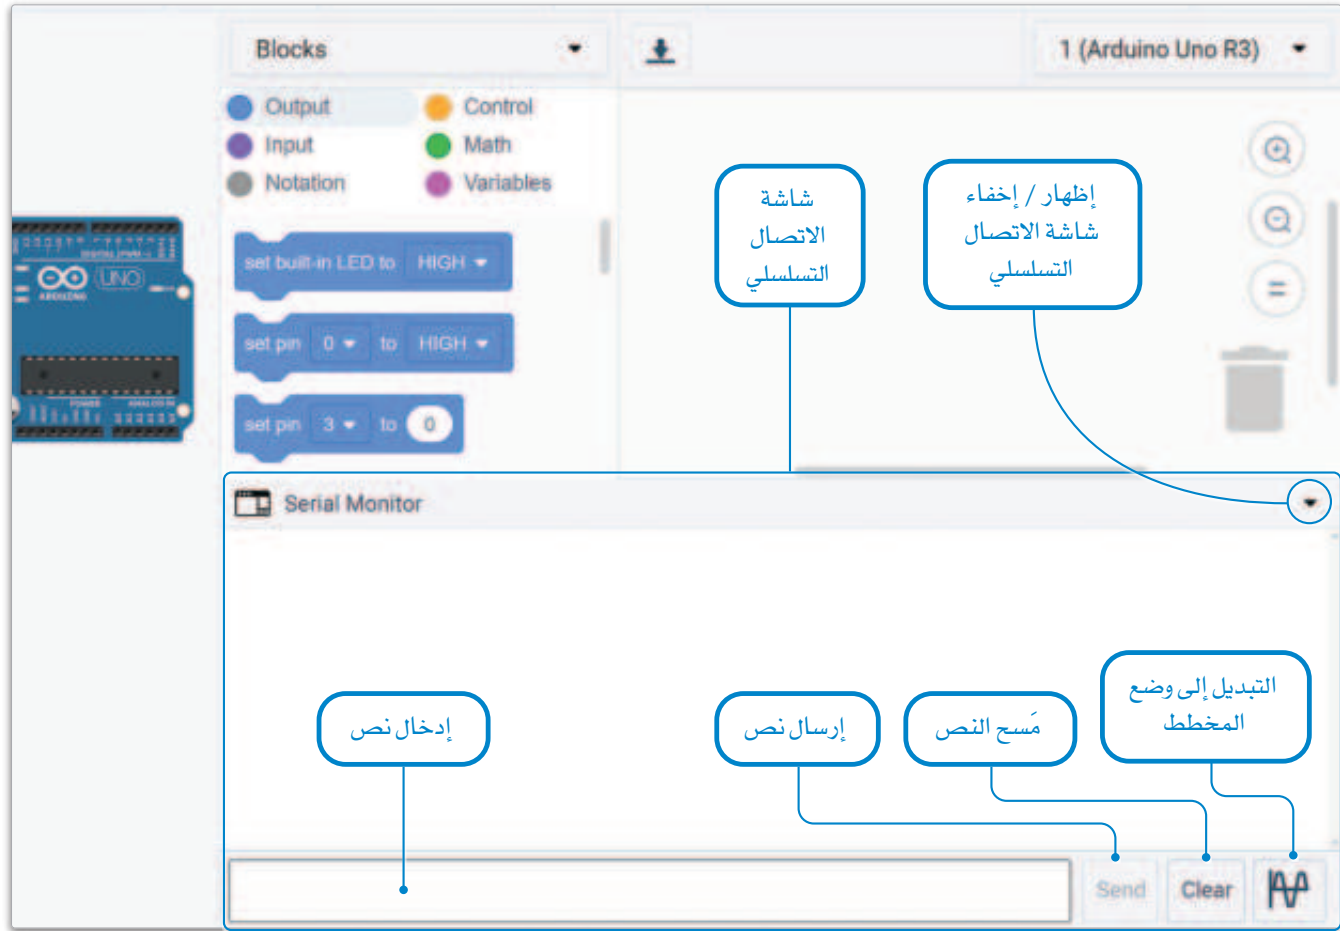 Blocks
1 (Arduino Uno R3)
Output
Control
Input
Math
Notation
Variables
set built-in LED to HIGH
set pin 0 to HIGH
set pin 3 to 0
UNO
ARDUINO
شاشة
الاتصال
التسلسلي
إظهار / إخفاء
شاشة الاتصال
التسلسلي
Serial Monitor
التبديل إلى وضع
المخطط
مَسح النص
إرسال نص
إدخال نص
Send
Clear